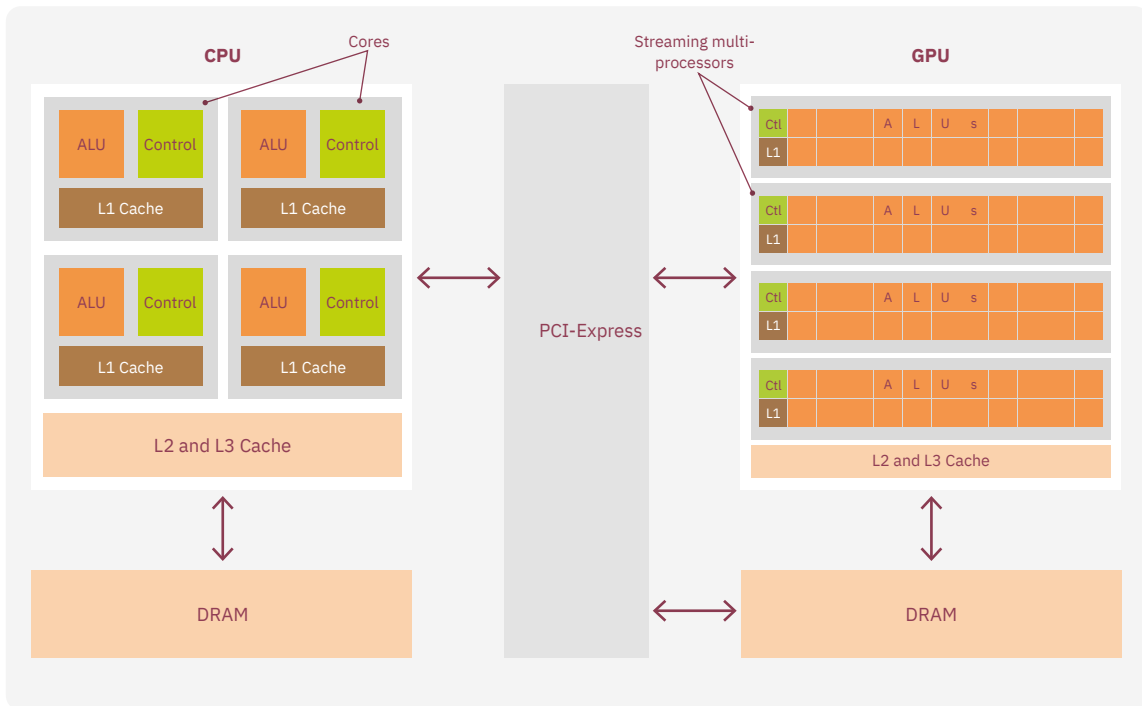 CPU
Cores
Streaming multi-
processors
GPU
ALU
Control
L1 Cache
ALU
Control
L1 Cache
ALU
Control
L1 Cache
ALU
Control
L1 Cache
L2 and L3 Cache
DRAM
PCI-Express
Ctl
A L U s
L1
Ctl
A L U s
L1
Ctl
A L U s
L1
Ctl
A L U s
L1
L2 and L3 Cache
DRAM